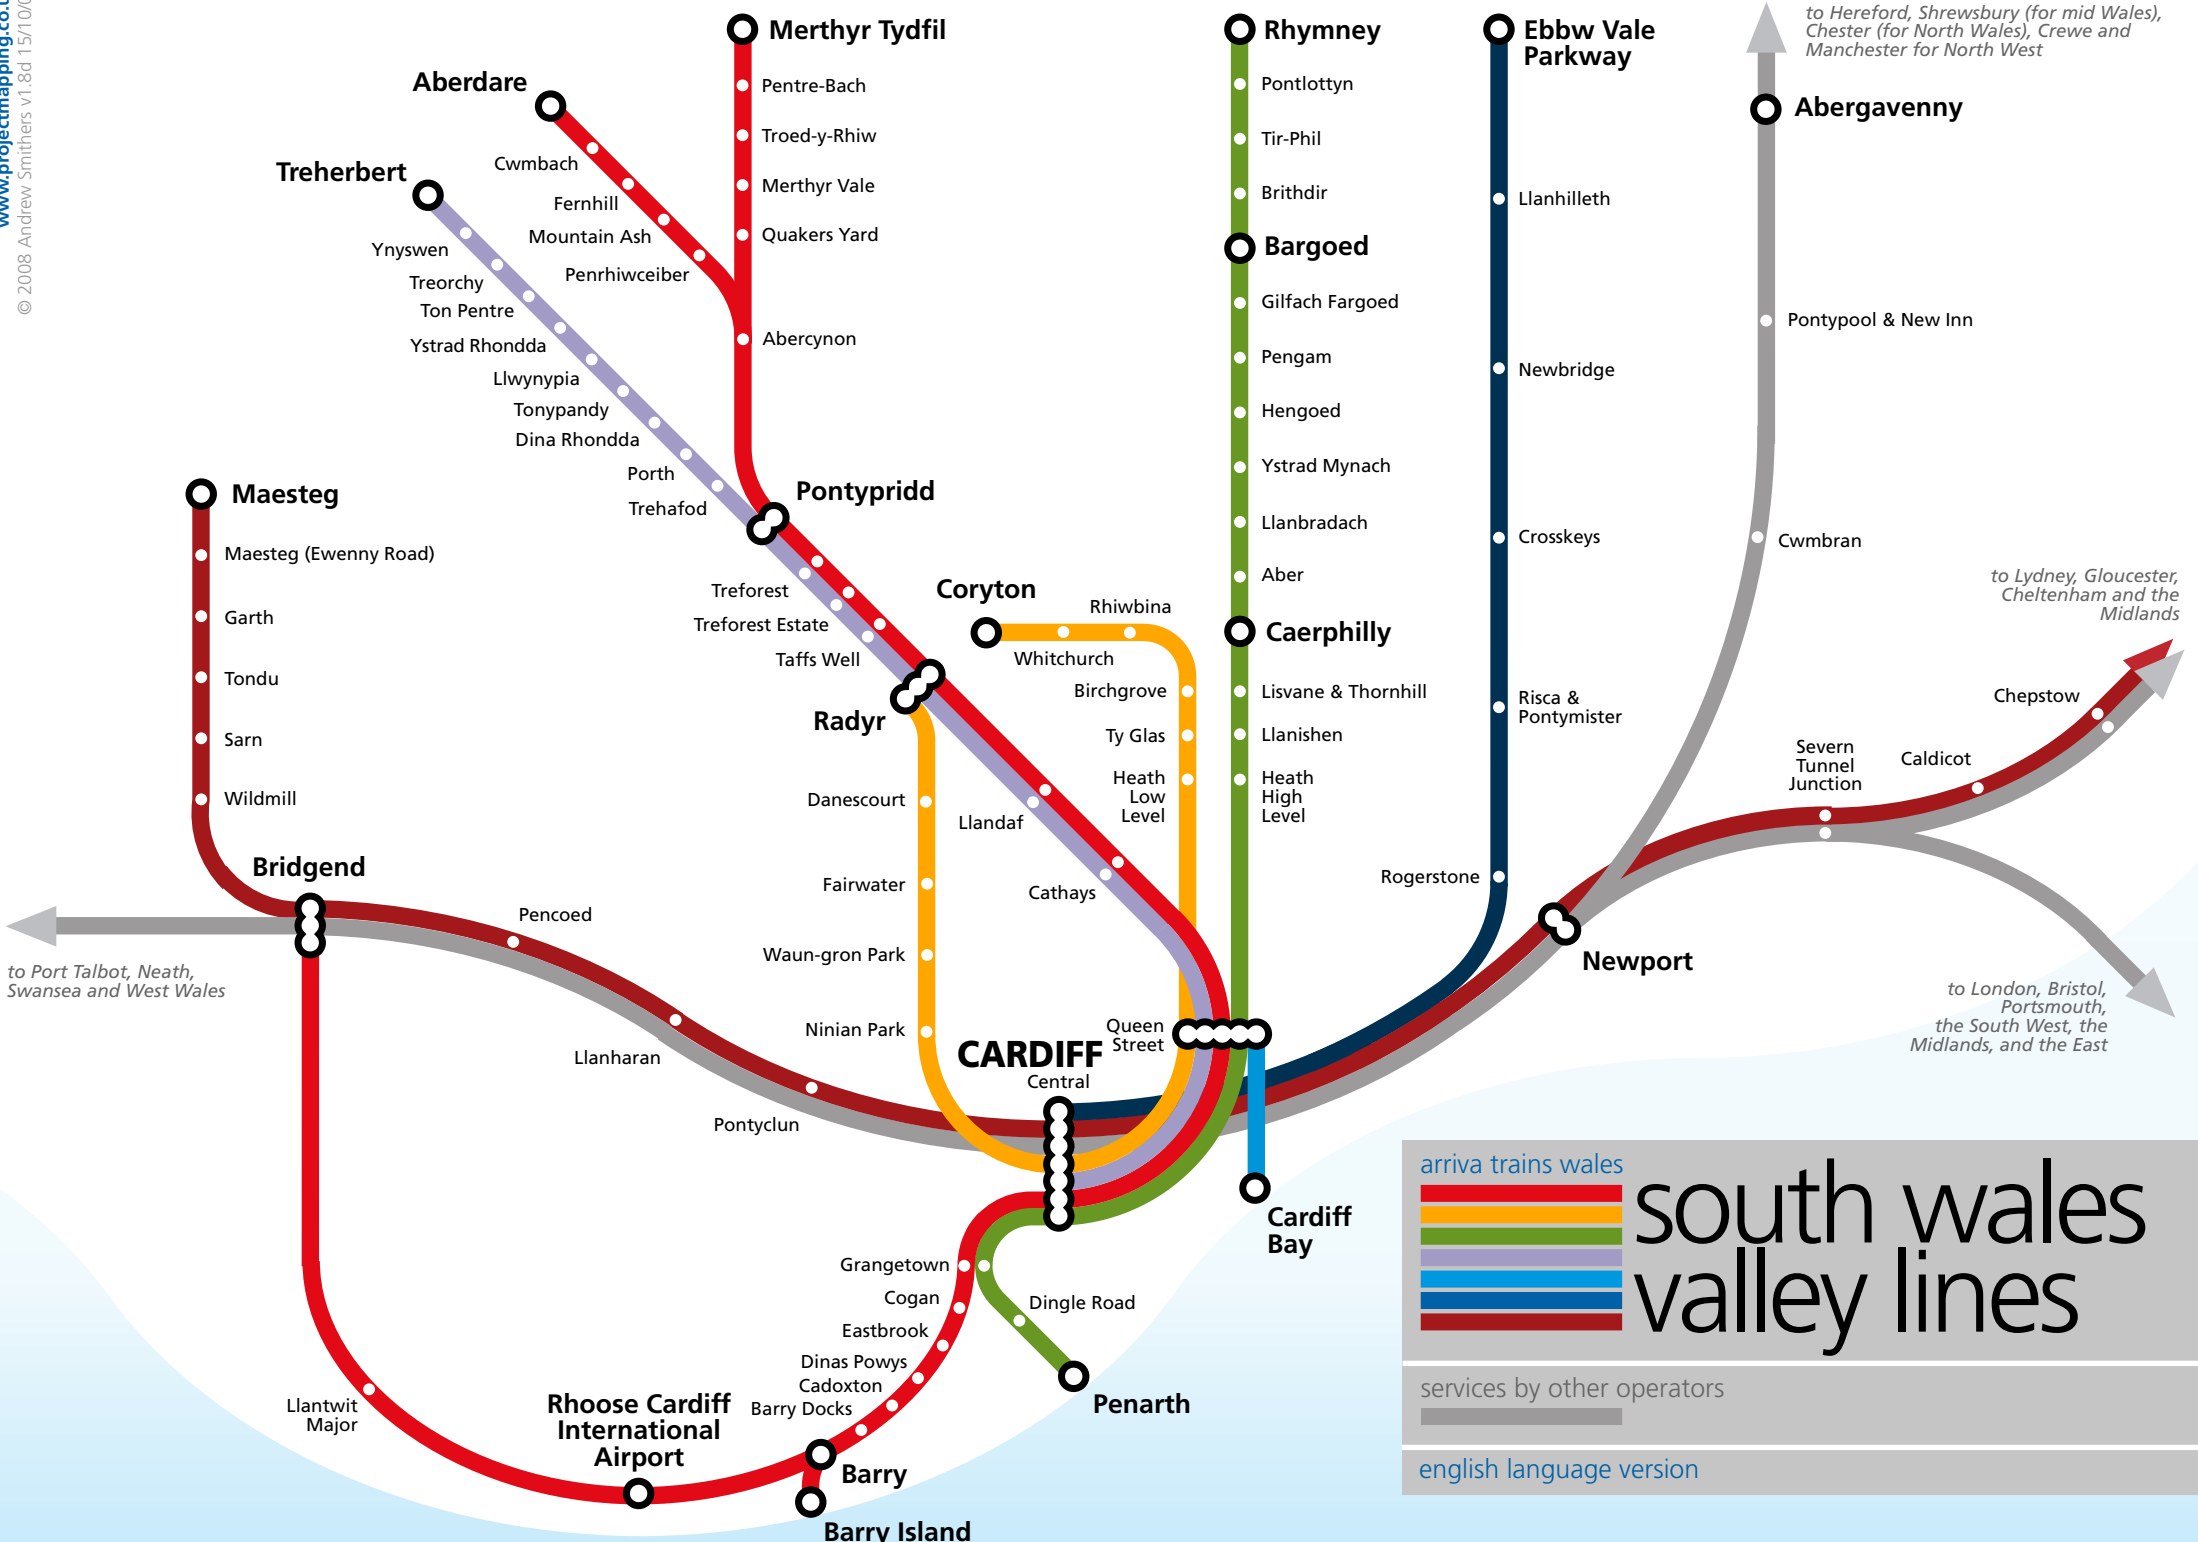 www.projectmapping.co.u
© 2008 Andrew Smithers v1.8d 15/10/0
Merthyr Tydfil
Pentre-Bach
Troed-y-Rhiw
Merthyr Vale
Quakers Yard
Abercynon
Aberdare
Cwmbach
Fernhill
Mountain Ash
Penrhiwceiber
Treherbert
Ynyswen
Treorchy
Ton Pentre
Ystrad Rhondda
Llwynypia
Tonypandy
Dina Rhondda
Porth
Trehafod
Pontypridd
Treforest
Treforest Estate
Taffs Well
Radyr
Llandaf
Cathays
Danescourt
Fairwater
Waun-gron Park
Ninian Park
Coryton
Rhiwbina
Whitchurch
Birchgrove
Ty Glas
Heath
Low
Level
Rhymney
Pontlottyn
Tir-Phil
Brithdir
Bargoed
Gilfach Fargoed
Pengam
Hengoed
Ystrad Mynach
Llanbradach
Aber
Caerphilly
Lisvane & Thornhill
Llanishen
Heath
High
Level
Ebbw Vale
Parkway
Llanhilleth
Newbridge
Crosskeys
Risca &
Pontymister
Rogerstone
to Hereford, Shrewsbury (for mid Wales),
Chester (for North Wales), Crewe and
Manchester for North West
Abergavenny
Pontypool & New Inn
Cwmbran
to Lydney, Gloucester,
Cheltenham and the
Midlands
Chepstow
Caldicot
Severn
Tunnel
Junction
Newport
to London, Bristol,
Portsmouth,
the South West, the
Midlands, and the East
Maesteg
Maesteg (Ewenny Road)
Garth
Tondu
Sarn
Wildmill
Bridgend
to Port Talbot, Neath,
Swansea and West Wales
Pencoed
Llanharan
Pontyclun
Queen
Street
CARDIFF
Central
Cardiff
Bay
Grangetown
Cogan
Eastbrook
Dinas Powys
Cadoxton
Barry Docks
Dingle Road
Penarth
Llantwit
Major
Rhoose Cardiff
International
Airport
Barry
Barry Island
arriva trains wales
south wales
valley lines
services by other operators
english language version